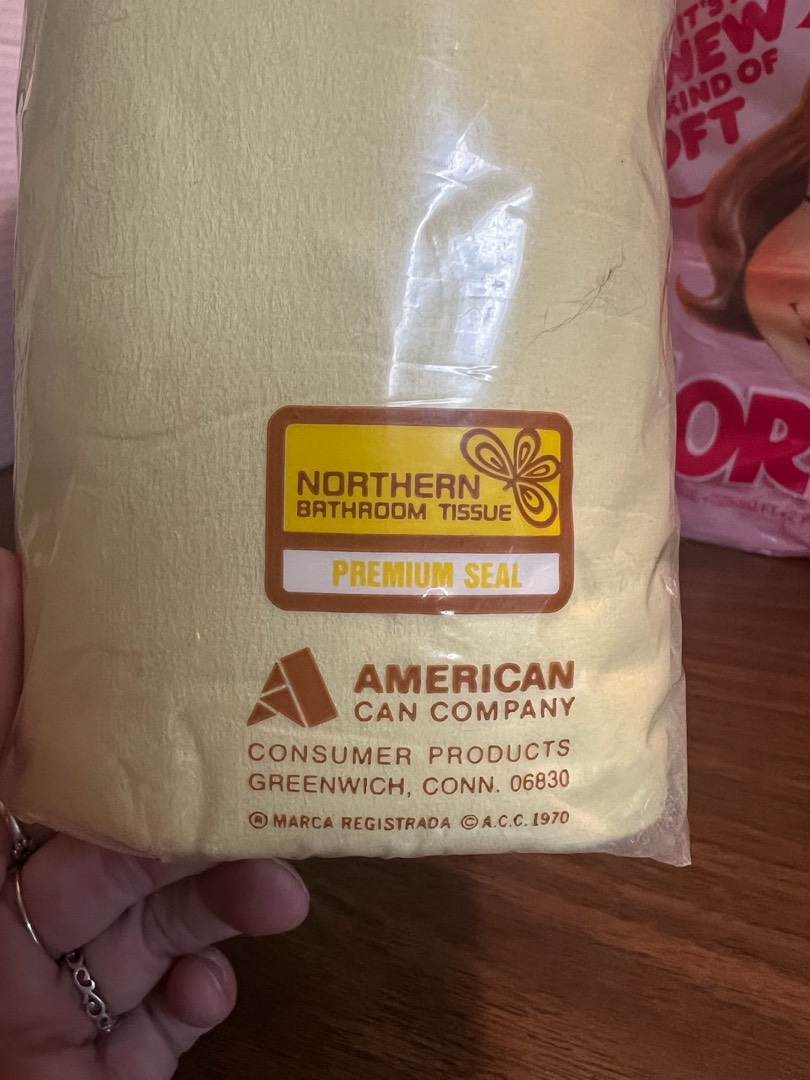 IT'S
NEW
KIND OF
NORTHERN
BATHROOM TISSUE
PREMIUM SEAL
AMERICAN
CAN COMPANY
CONSUMER PRODUCTS
GREENWICH, CONN. 06830
® MARCA REGISTRADA © A.C.C. 1970